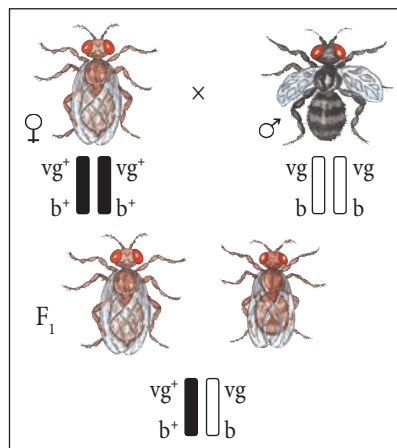 ♀ × ♂
vg⁺ vg⁺ vg vg
b⁺ b⁺ b b
F₁
vg⁺ vg
b⁺ b